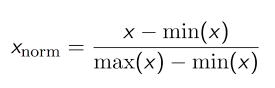 x_norm = (x − min(x)) / (max(x) − min(x))